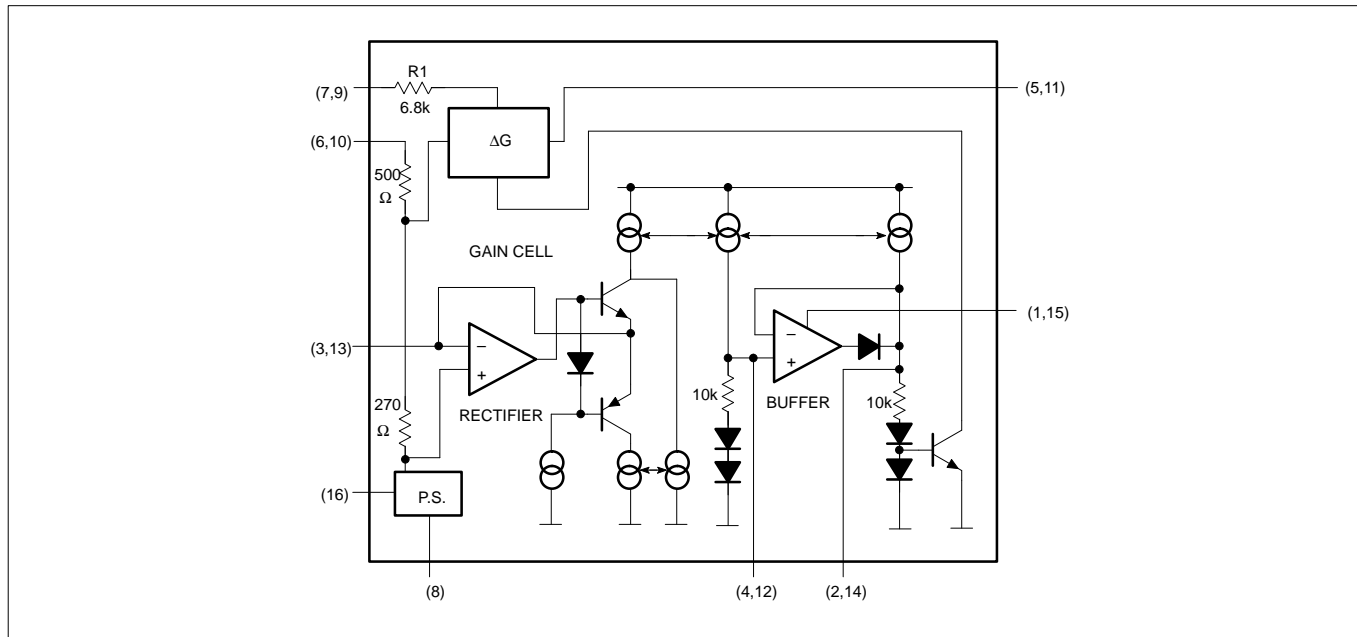 R1
(7,9)
6.8k
(5,11)
(6,10)
ΔG
500
Ω
GAIN CELL
(3,13)
−
+
RECTIFIER
270
Ω
(16)
P.S.
(8)
10k
−
+
BUFFER
(1,15)
10k
(4,12)
(2,14)